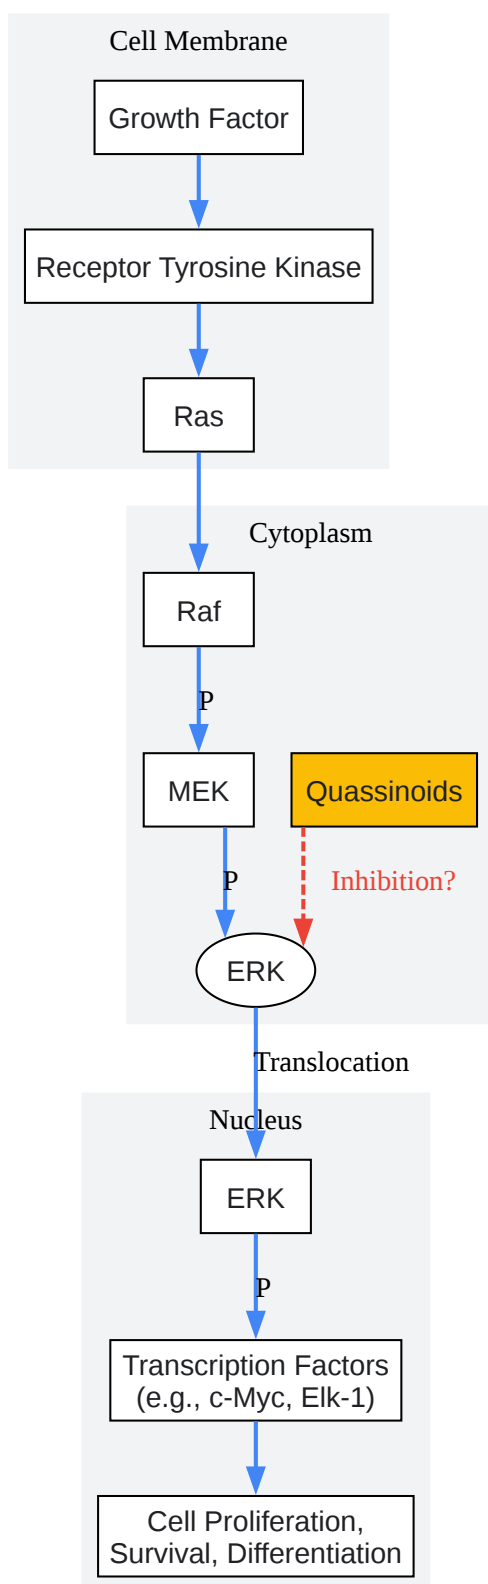 Cell Membrane
Growth Factor
Receptor Tyrosine Kinase
Ras
Cytoplasm
Raf
P
MEK
Quassinoids
P
Inhibition?
ERK
Translocation
Nucleus
ERK
P
Transcription Factors
(e.g., c-Myc, Elk-1)
Cell Proliferation,
Survival, Differentiation